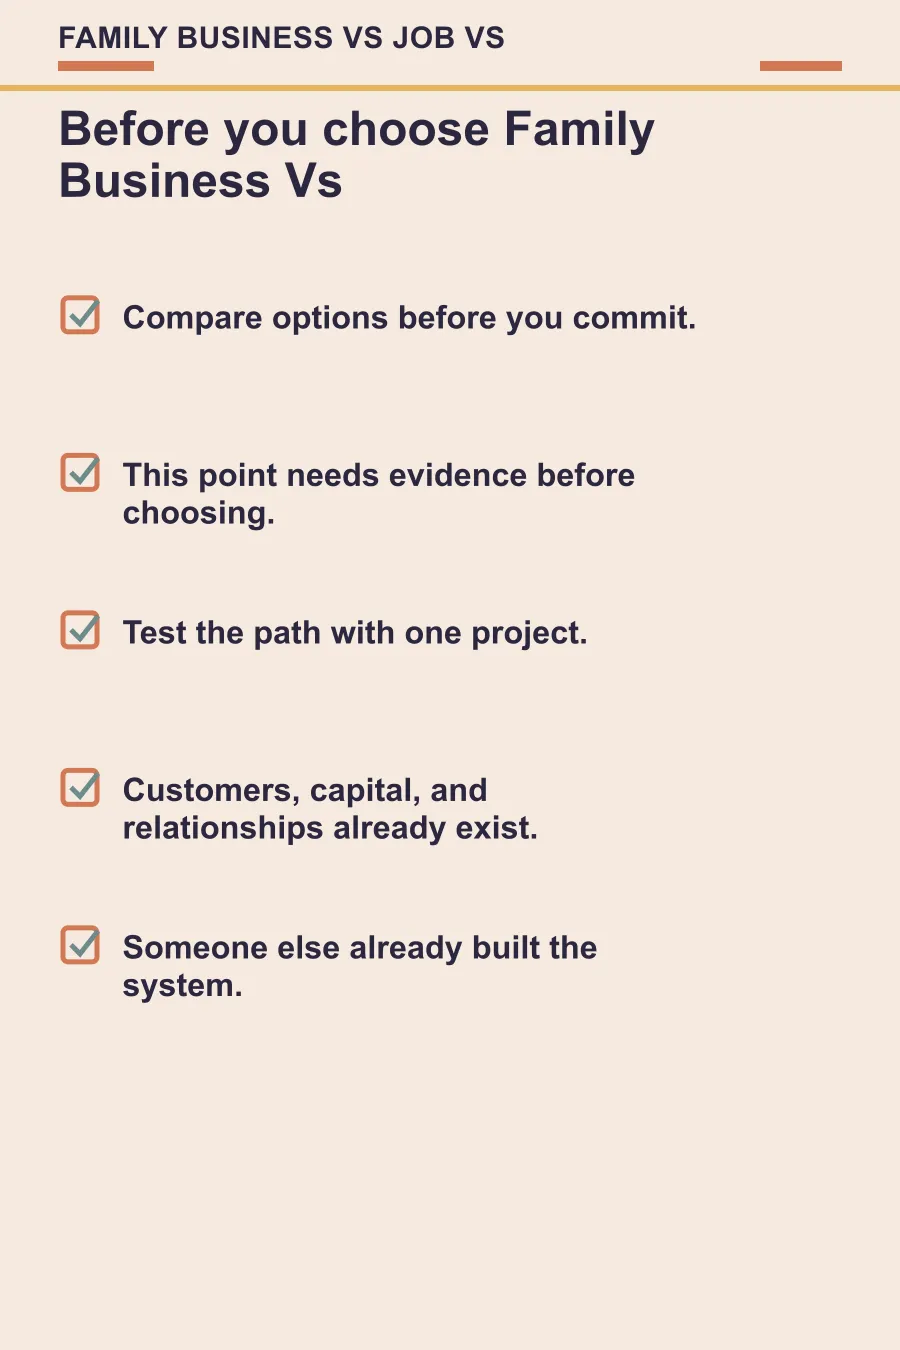 FAMILY BUSINESS VS JOB VS
Before you choose Family
Business Vs
Compare options before you commit.
This point needs evidence before
choosing.
Test the path with one project.
Customers, capital, and
relationships already exist.
Someone else already built the
system.